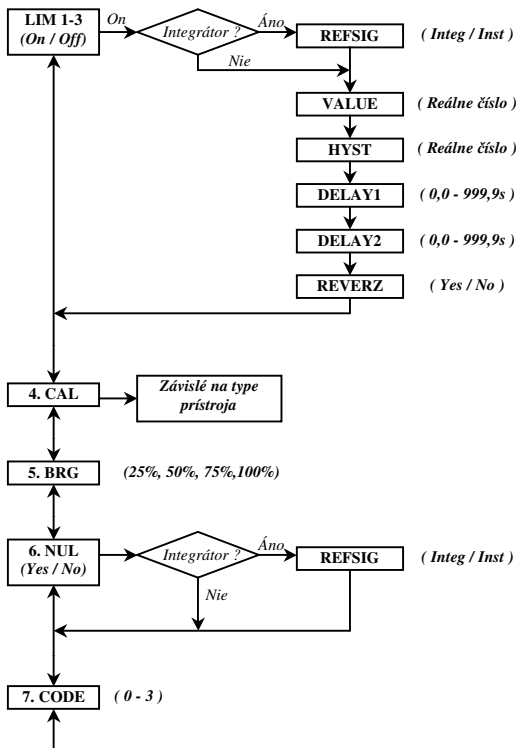 LIM 1-3
(On / Off)
On
Integrátor ?
Áno
REFSIG
( Integ / Inst )
Nie
VALUE
( Reálne číslo )
HYST
( Reálne číslo )
DELAY1
( 0,0 - 999,9s )
DELAY2
( 0,0 - 999,9s )
REVERZ
( Yes / No )
4. CAL
Závislé na type
prístroja
5. BRG
(25%, 50%, 75%,100%)
6. NUL
(Yes / No)
Integrátor ?
Áno
REFSIG
( Integ / Inst )
Nie
7. CODE
( 0 - 3 )